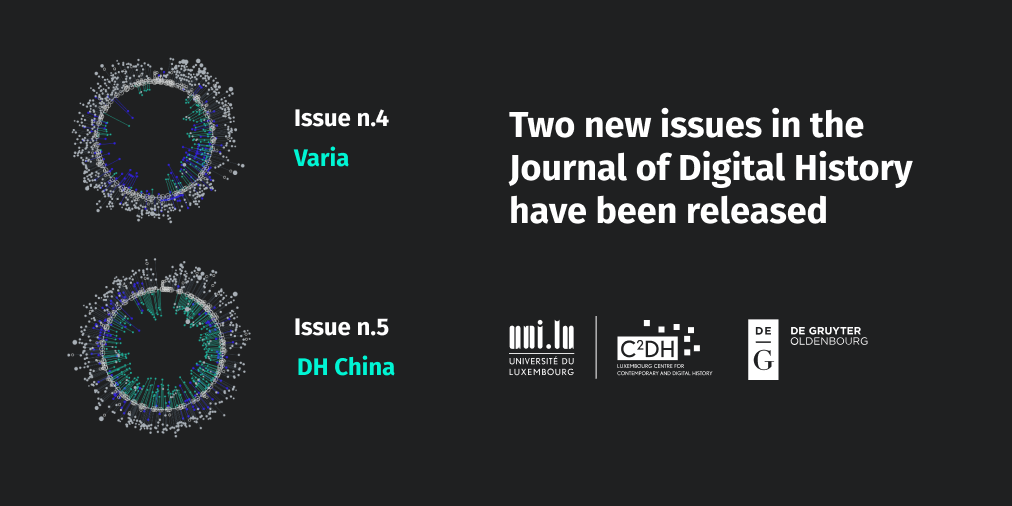 Issue n.4
Varia
Issue n.5
DH China
Two new issues in the
Journal of Digital History
have been released
uni.lu
UNIVERSITÉ DU
LUXEMBOURG
C²DH
LUXEMBOURG CENTRE FOR
CONTEMPORARY AND DIGITAL HISTORY
DE
G
DE GRUYTER
OLDENBOURG